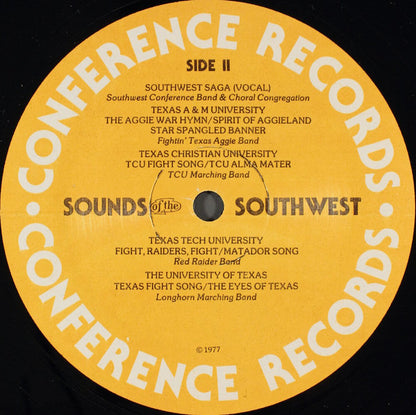 CONFERENCE RECORDS
SIDE II
SOUTHWEST SAGA (VOCAL)
Southwest Conference Band & Choral Congregation
TEXAS A & M UNIVERSITY
THE AGGIE WAR HYMN/SPIRIT OF AGGIELAND
STAR SPANGLED BANNER
Fightin' Texas Aggie Band
TEXAS CHRISTIAN UNIVERSITY
TCU FIGHT SONG/TCU ALMA MATER
TCU Marching Band
SOUNDS of the SOUTHWEST
TEXAS TECH UNIVERSITY
FIGHT, RAIDERS, FIGHT/MATADOR SONG
Red Raider Band
THE UNIVERSITY OF TEXAS
TEXAS FIGHT SONG/THE EYES OF TEXAS
Longhorn Marching Band
© 1977
CONFERENCE RECORDS